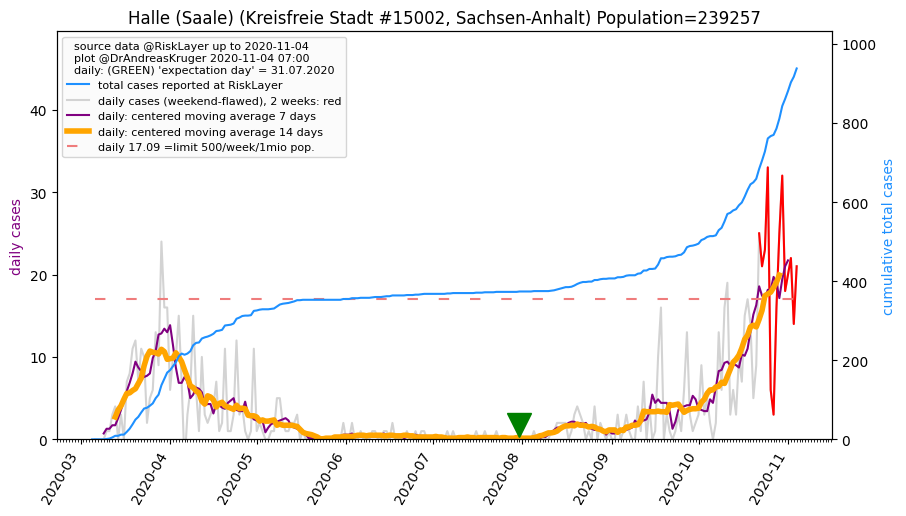 Halle (Saale) (Kreisfreie Stadt #15002, Sachsen-Anhalt) Population=239257
source data @RiskLayer up to 2020-11-04
plot @DrAndreasKruger 2020-11-04 07:00
daily: (GREEN) 'expectation day' = 31.07.2020
total cases reported at RiskLayer
daily cases (weekend-flawed), 2 weeks: red
daily: centered moving average 7 days
daily: centered moving average 14 days
daily 17.09 =limit 500/week/1mio pop.
daily cases
40
30
20
10
0
1000
800
600
400
200
0
cumulative total cases
2020-03
2020-04
2020-05
2020-06
2020-07
2020-08
2020-09
2020-10
2020-11